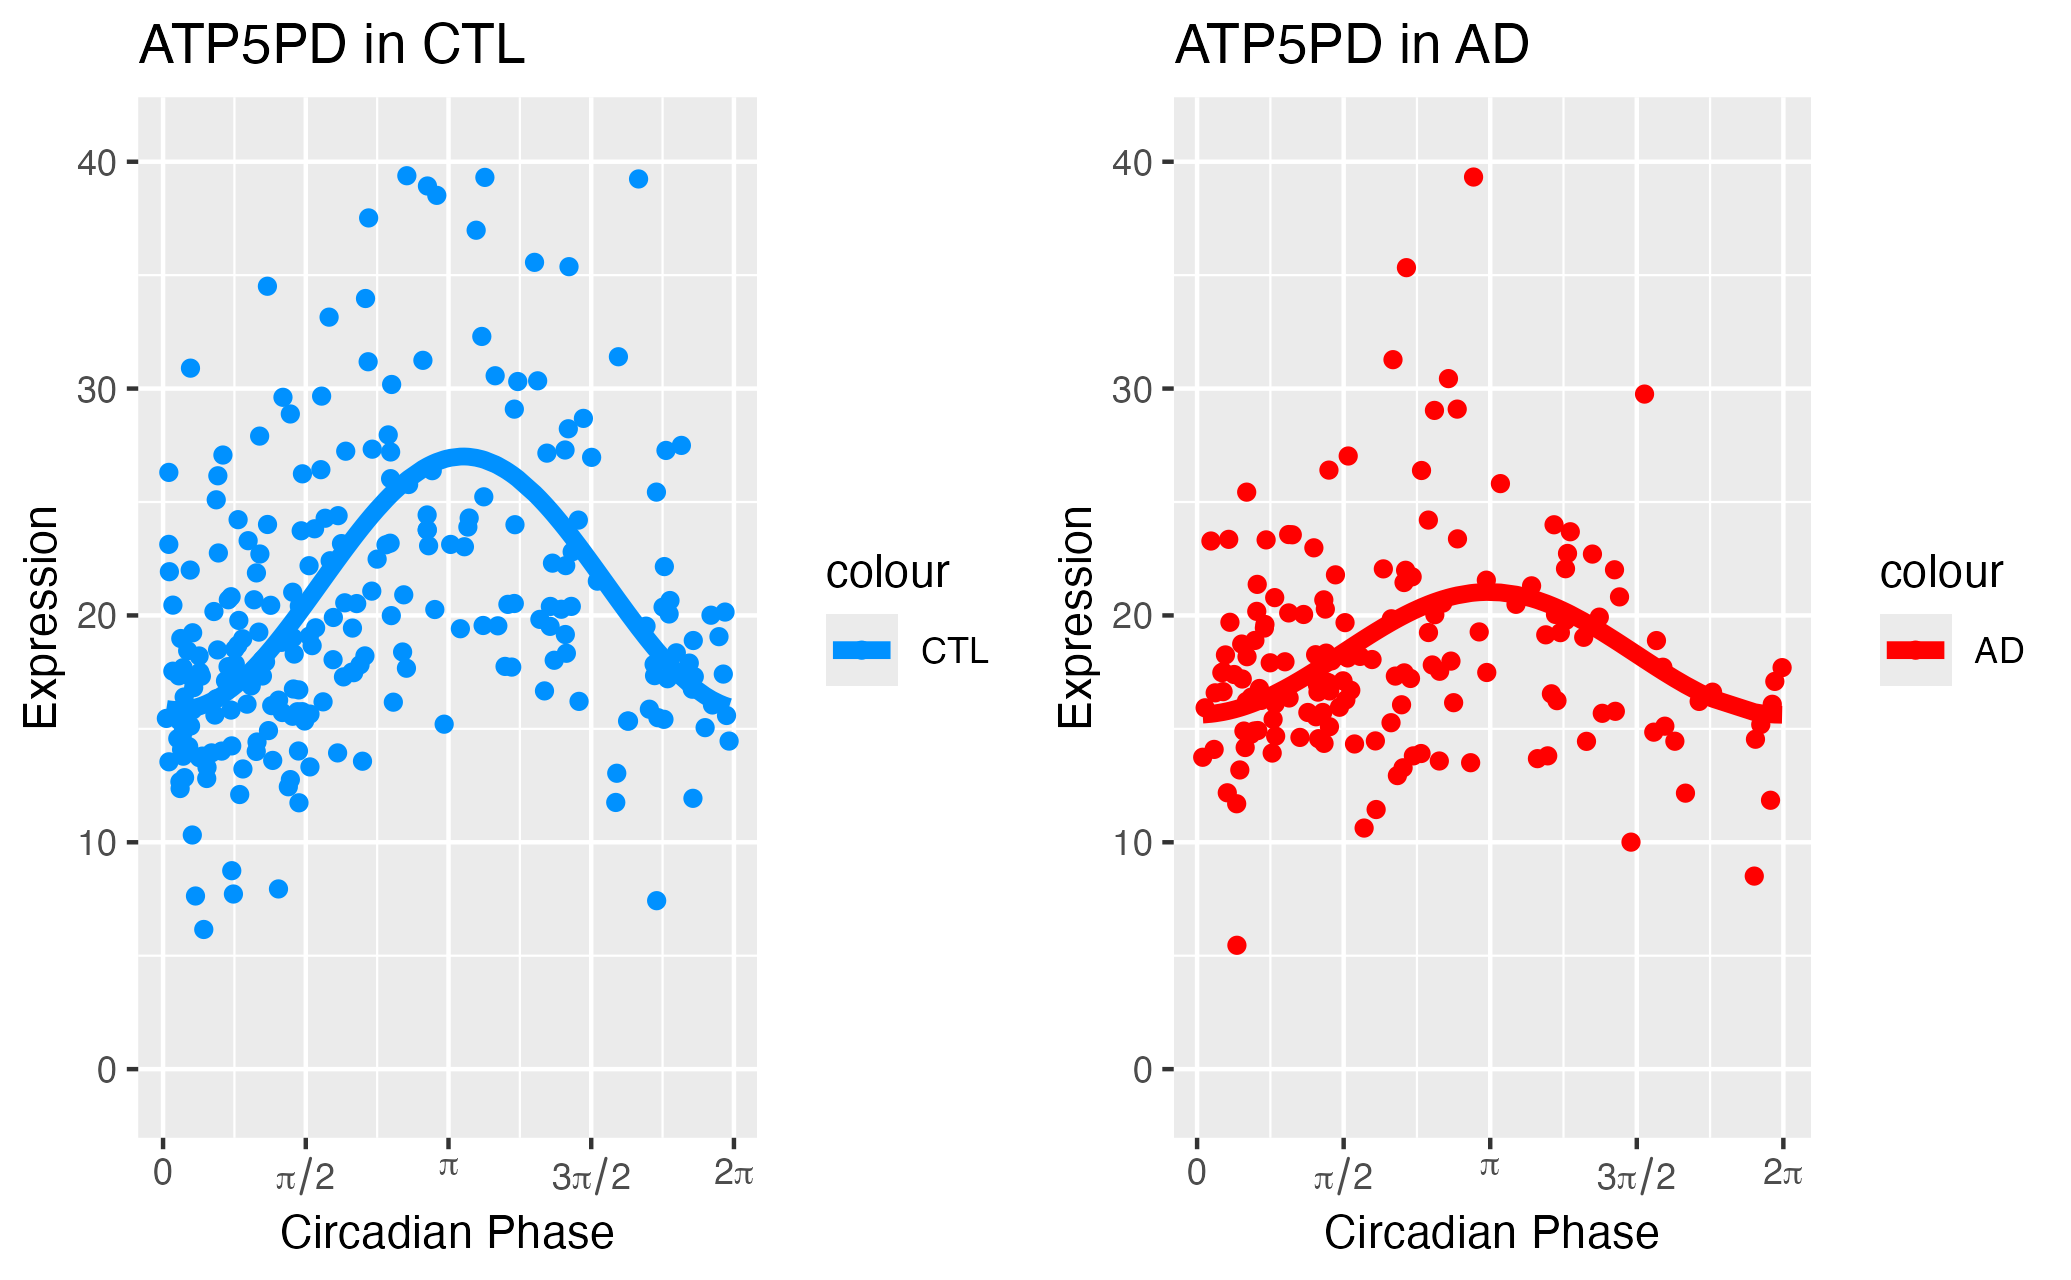 ATP5PD in CTL
Expression
40
30
20
10
0
0 π/2 π 3π/2 2π
Circadian Phase
colour
CTL
ATP5PD in AD
Expression
40
30
20
10
0
0 π/2 π 3π/2 2π
Circadian Phase
colour
AD